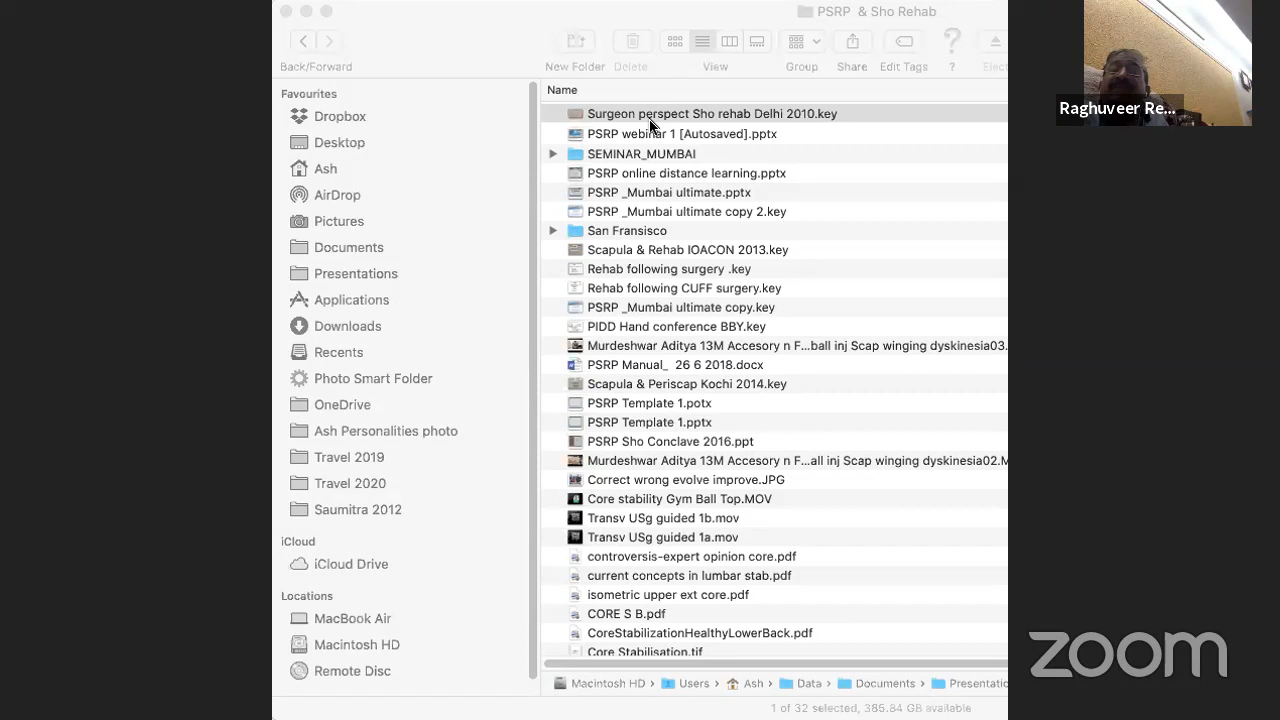 PSRP & Sho Rehab
Back/Forward
New Folder
Delete
View
Group
Share
Edit Tags
?
Name
Favourites
Dropbox
Desktop
Ash
AirDrop
Pictures
Documents
Presentations
Applications
Downloads
Recents
Photo Smart Folder
OneDrive
Ash Personalities photo
Travel 2019
Travel 2020
Saumitra 2012
iCloud
iCloud Drive
Locations
MacBook Air
Macintosh HD
Remote Disc
Surgeon perspect Sho rehab Delhi 2010.key
PSRP webinar 1 [Autosaved].pptx
SEMINAR_MUMBAI
PSRP online distance learning.pptx
PSRP _Mumbai ultimate.pptx
PSRP _Mumbai ultimate copy 2.key
San Fransisco
Scapula & Rehab IOACON 2013.key
Rehab following surgery .key
Rehab following CUFF surgery.key
PSRP _Mumbai ultimate copy.key
PIDD Hand conference BBY.key
Murdeshwar Aditya 13M Accesory n F...ball inj Scap winging dyskinesia03.
PSRP Manual_ 26 6 2018.docx
Scapula & Periscap Kochi 2014.key
PSRP Template 1.potx
PSRP Template 1.pptx
PSRP Sho Conclave 2016.ppt
Murdeshwar Aditya 13M Accesory n F...all inj Scap winging dyskinesia02.M
Correct wrong evolve improve.JPG
Core stability Gym Ball Top.MOV
Transv USg guided 1b.mov
Transv USg guided 1a.mov
controversis-expert opinion core.pdf
current concepts in lumbar stab.pdf
isometric upper ext core.pdf
CORE S B.pdf
CoreStabilizationHealthyLowerBack.pdf
Core Stabilisation.tif
Macintosh HD › Users › Ash › Data › Documents › Presentatio
1 of 32 selected, 385.84 GB available
Raghuveer Re...
zoom